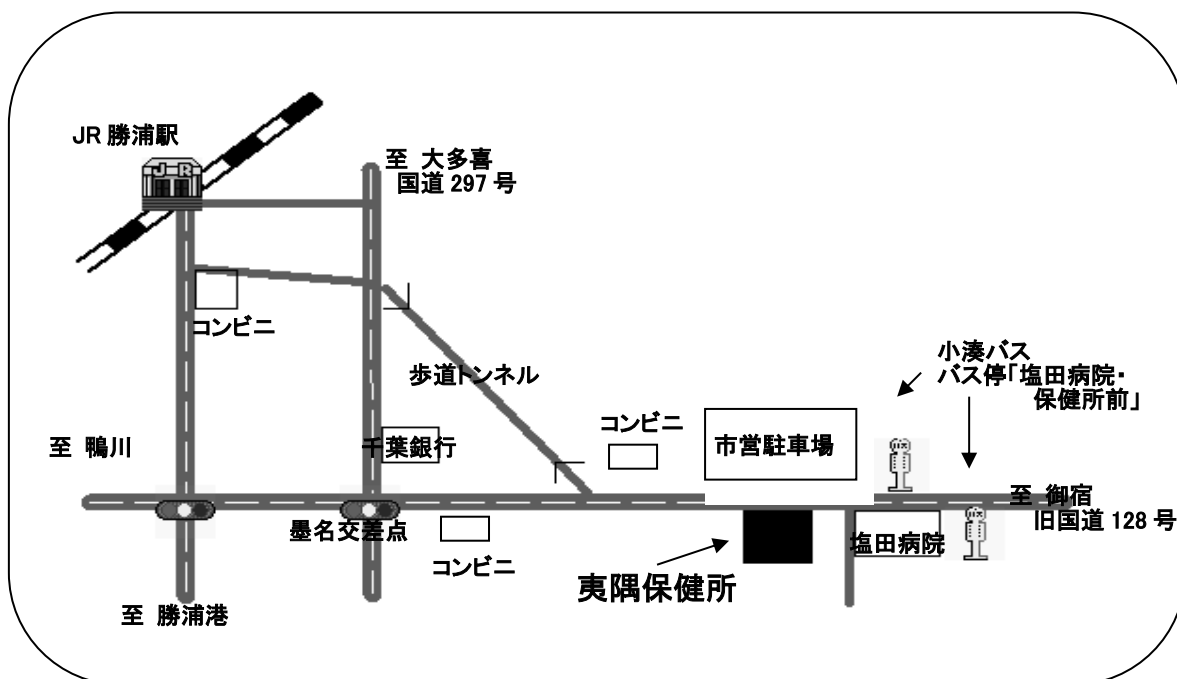 JR 勝浦駅
J R
至 大多喜
国道 297 号
コンビニ
歩道トンネル
小湊バス
バス停「塩田病院・
保健所前」
コンビニ
市営駐車場
至 鴨川
千葉銀行
至 御宿
旧国道 128 号
墨名交差点
コンビニ
塩田病院
夷隅保健所
至 勝浦港